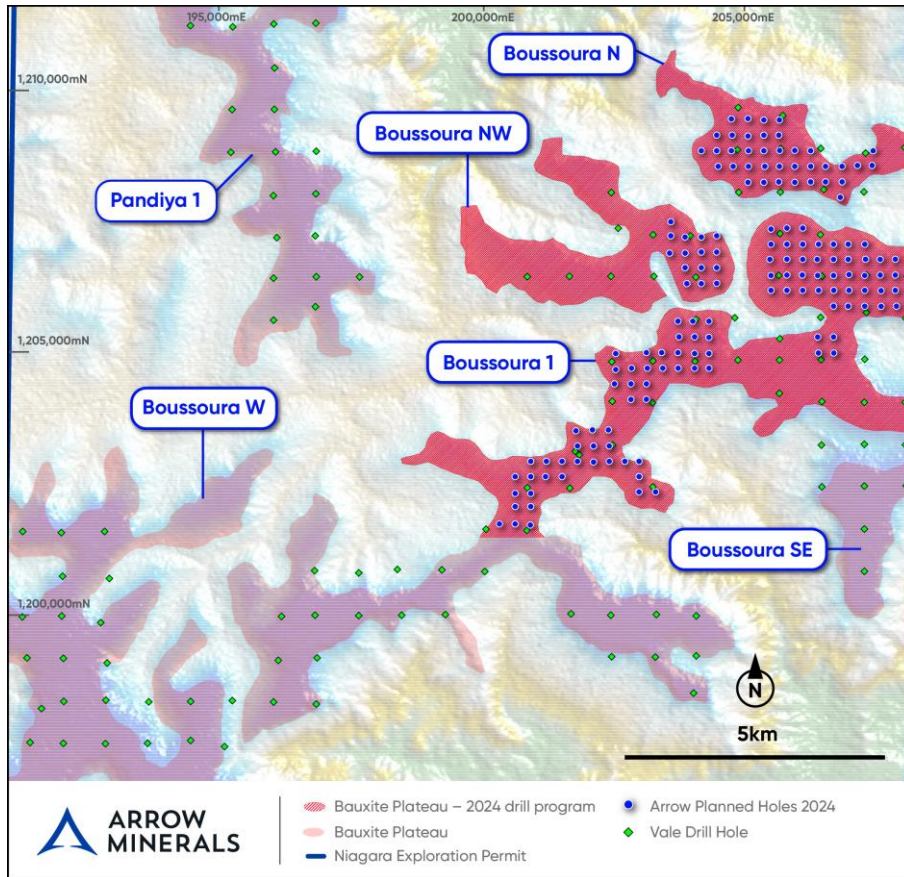 195,000mE
200,000mE
205,000mE
Boussoura N
1,210,000mN
Boussoura NW
Pandiya 1
1,205,000mN
Boussoura 1
Boussoura W
Boussoura SE
1,200,000mN
N
5km
ARROW
MINERALS
Bauxite Plateau – 2024 drill program
Bauxite Plateau
Niagara Exploration Permit
Arrow Planned Holes 2024
Vale Drill Hole